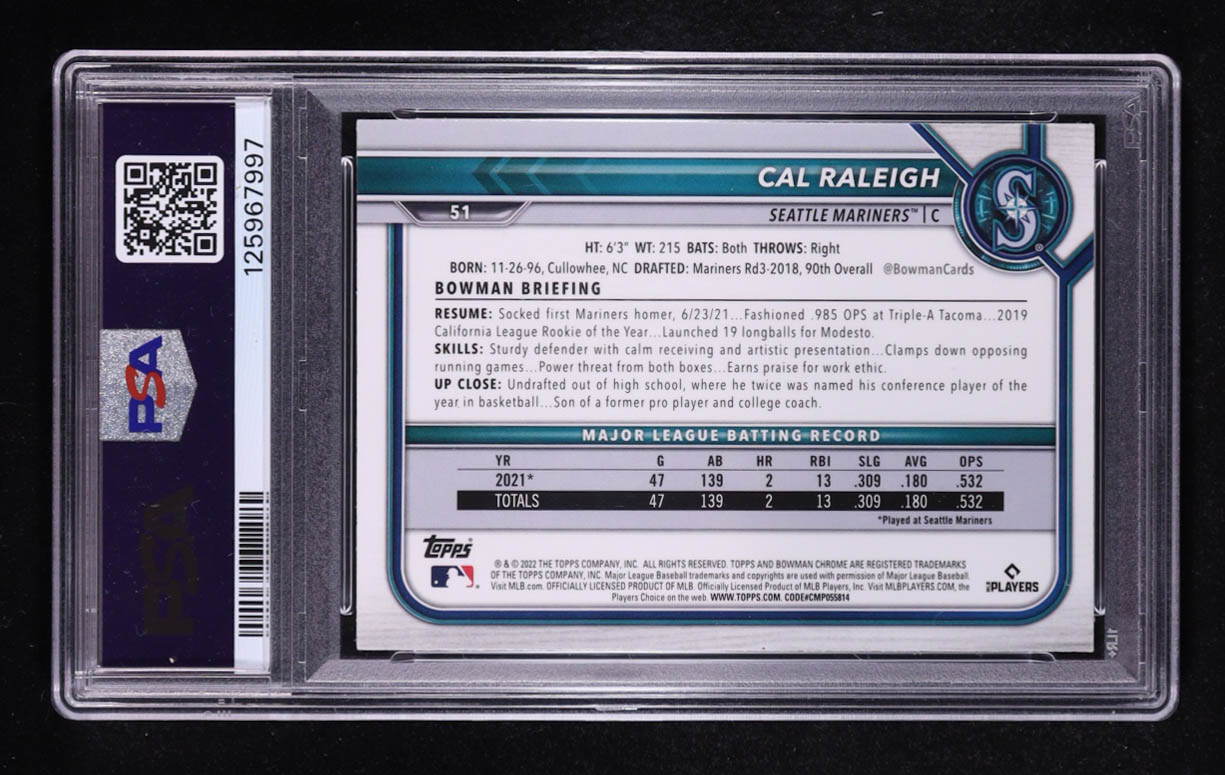 125967997
PSA
PSA
CAL RALEIGH
51
SEATTLE MARINERS™ | C
S
®
HT: 6'3" WT: 215 BATS: Both THROWS: Right
BORN: 11-26-96, Cullowhee, NC DRAFTED: Mariners Rd3-2018, 90th Overall @BowmanCards
BOWMAN BRIEFING
RESUME: Socked first Mariners homer, 6/23/21...Fashioned .985 OPS at Triple-A Tacoma...2019
California League Rookie of the Year...Launched 19 longballs for Modesto.
SKILLS: Sturdy defender with calm receiving and artistic presentation...Clamps down opposing
running games...Power threat from both boxes...Earns praise for work ethic.
UP CLOSE: Undrafted out of high school, where he twice was named his conference player of the
year in basketball...Son of a former pro player and college coach.
MAJOR LEAGUE BATTING RECORD
YR G AB HR RBI SLG AVG OPS
2021* 47 139 2 13 .309 .180 .532
TOTALS 47 139 2 13 .309 .180 .532
*Played at Seattle Mariners
Topps
® & © 2022 THE TOPPS COMPANY, INC. ALL RIGHTS RESERVED. TOPPS AND BOWMAN CHROME ARE REGISTERED TRADEMARKS
OF THE TOPPS COMPANY, INC. Major League Baseball trademarks and copyrights are used with permission of Major League Baseball.
Visit MLB.com. OFFICIALLY LICENSED PRODUCT OF MLB. Officially Licensed Product of MLB Players, Inc. Visit MLBPLAYERS.COM, the
Players Choice on the web. WWW.TOPPS.COM. CODE#CMP055814
MLB PLAYERS
PSA